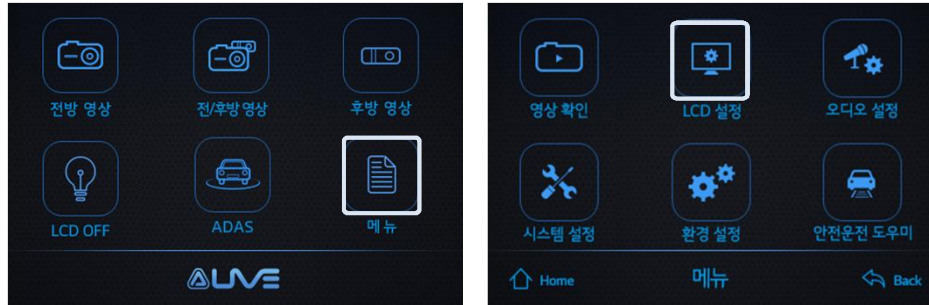 전방 영상
전/후방 영상
후방 영상
LCD OFF
ADAS
메뉴
ALIVE
영상 확인
LCD 설정
오디오 설정
시스템 설정
환경 설정
안전운전 도우미
Home
메뉴
Back